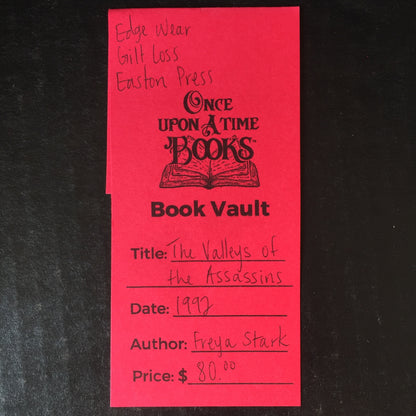 Edge Wear
Gilt Loss
Easton Press
ONCE
UPON A TIME
BOOKS™
Book Vault
Title: The Valleys of
the Assassins
Date: 1992
Author: Freya Stark
Price: $ 80.00